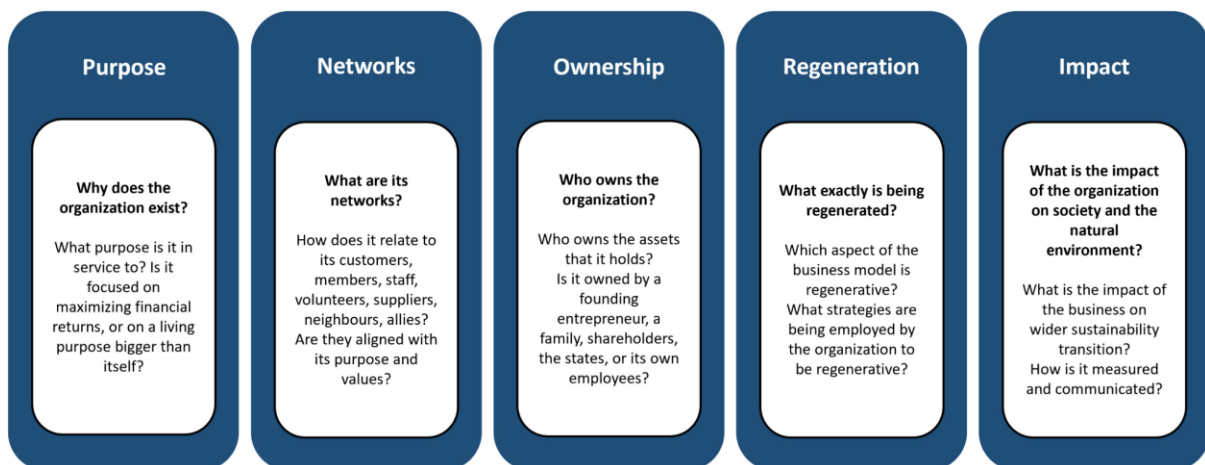 Purpose
Why does the
organization exist?
What purpose is it in
service to? Is it
focused on
maximizing financial
returns, or on a living
purpose bigger than
itself?
Networks
What are its
networks?
How does it relate to
its customers,
members, staff,
volunteers, suppliers,
neighbours, allies?
Are they aligned with
its purpose and
values?
Ownership
Who owns the
organization?
Who owns the assets
that it holds?
Is it owned by a
founding
entrepreneur, a
family, shareholders,
the states, or its own
employees?
Regeneration
What exactly is being
regenerated?
Which aspect of the
business model is
regenerative?
What strategies are
being employed by
the organization to
be regenerative?
Impact
What is the impact
of the organization
on society and the
natural
environment?
What is the impact of
the business on
wider sustainability
transition?
How is it measured
and communicated?